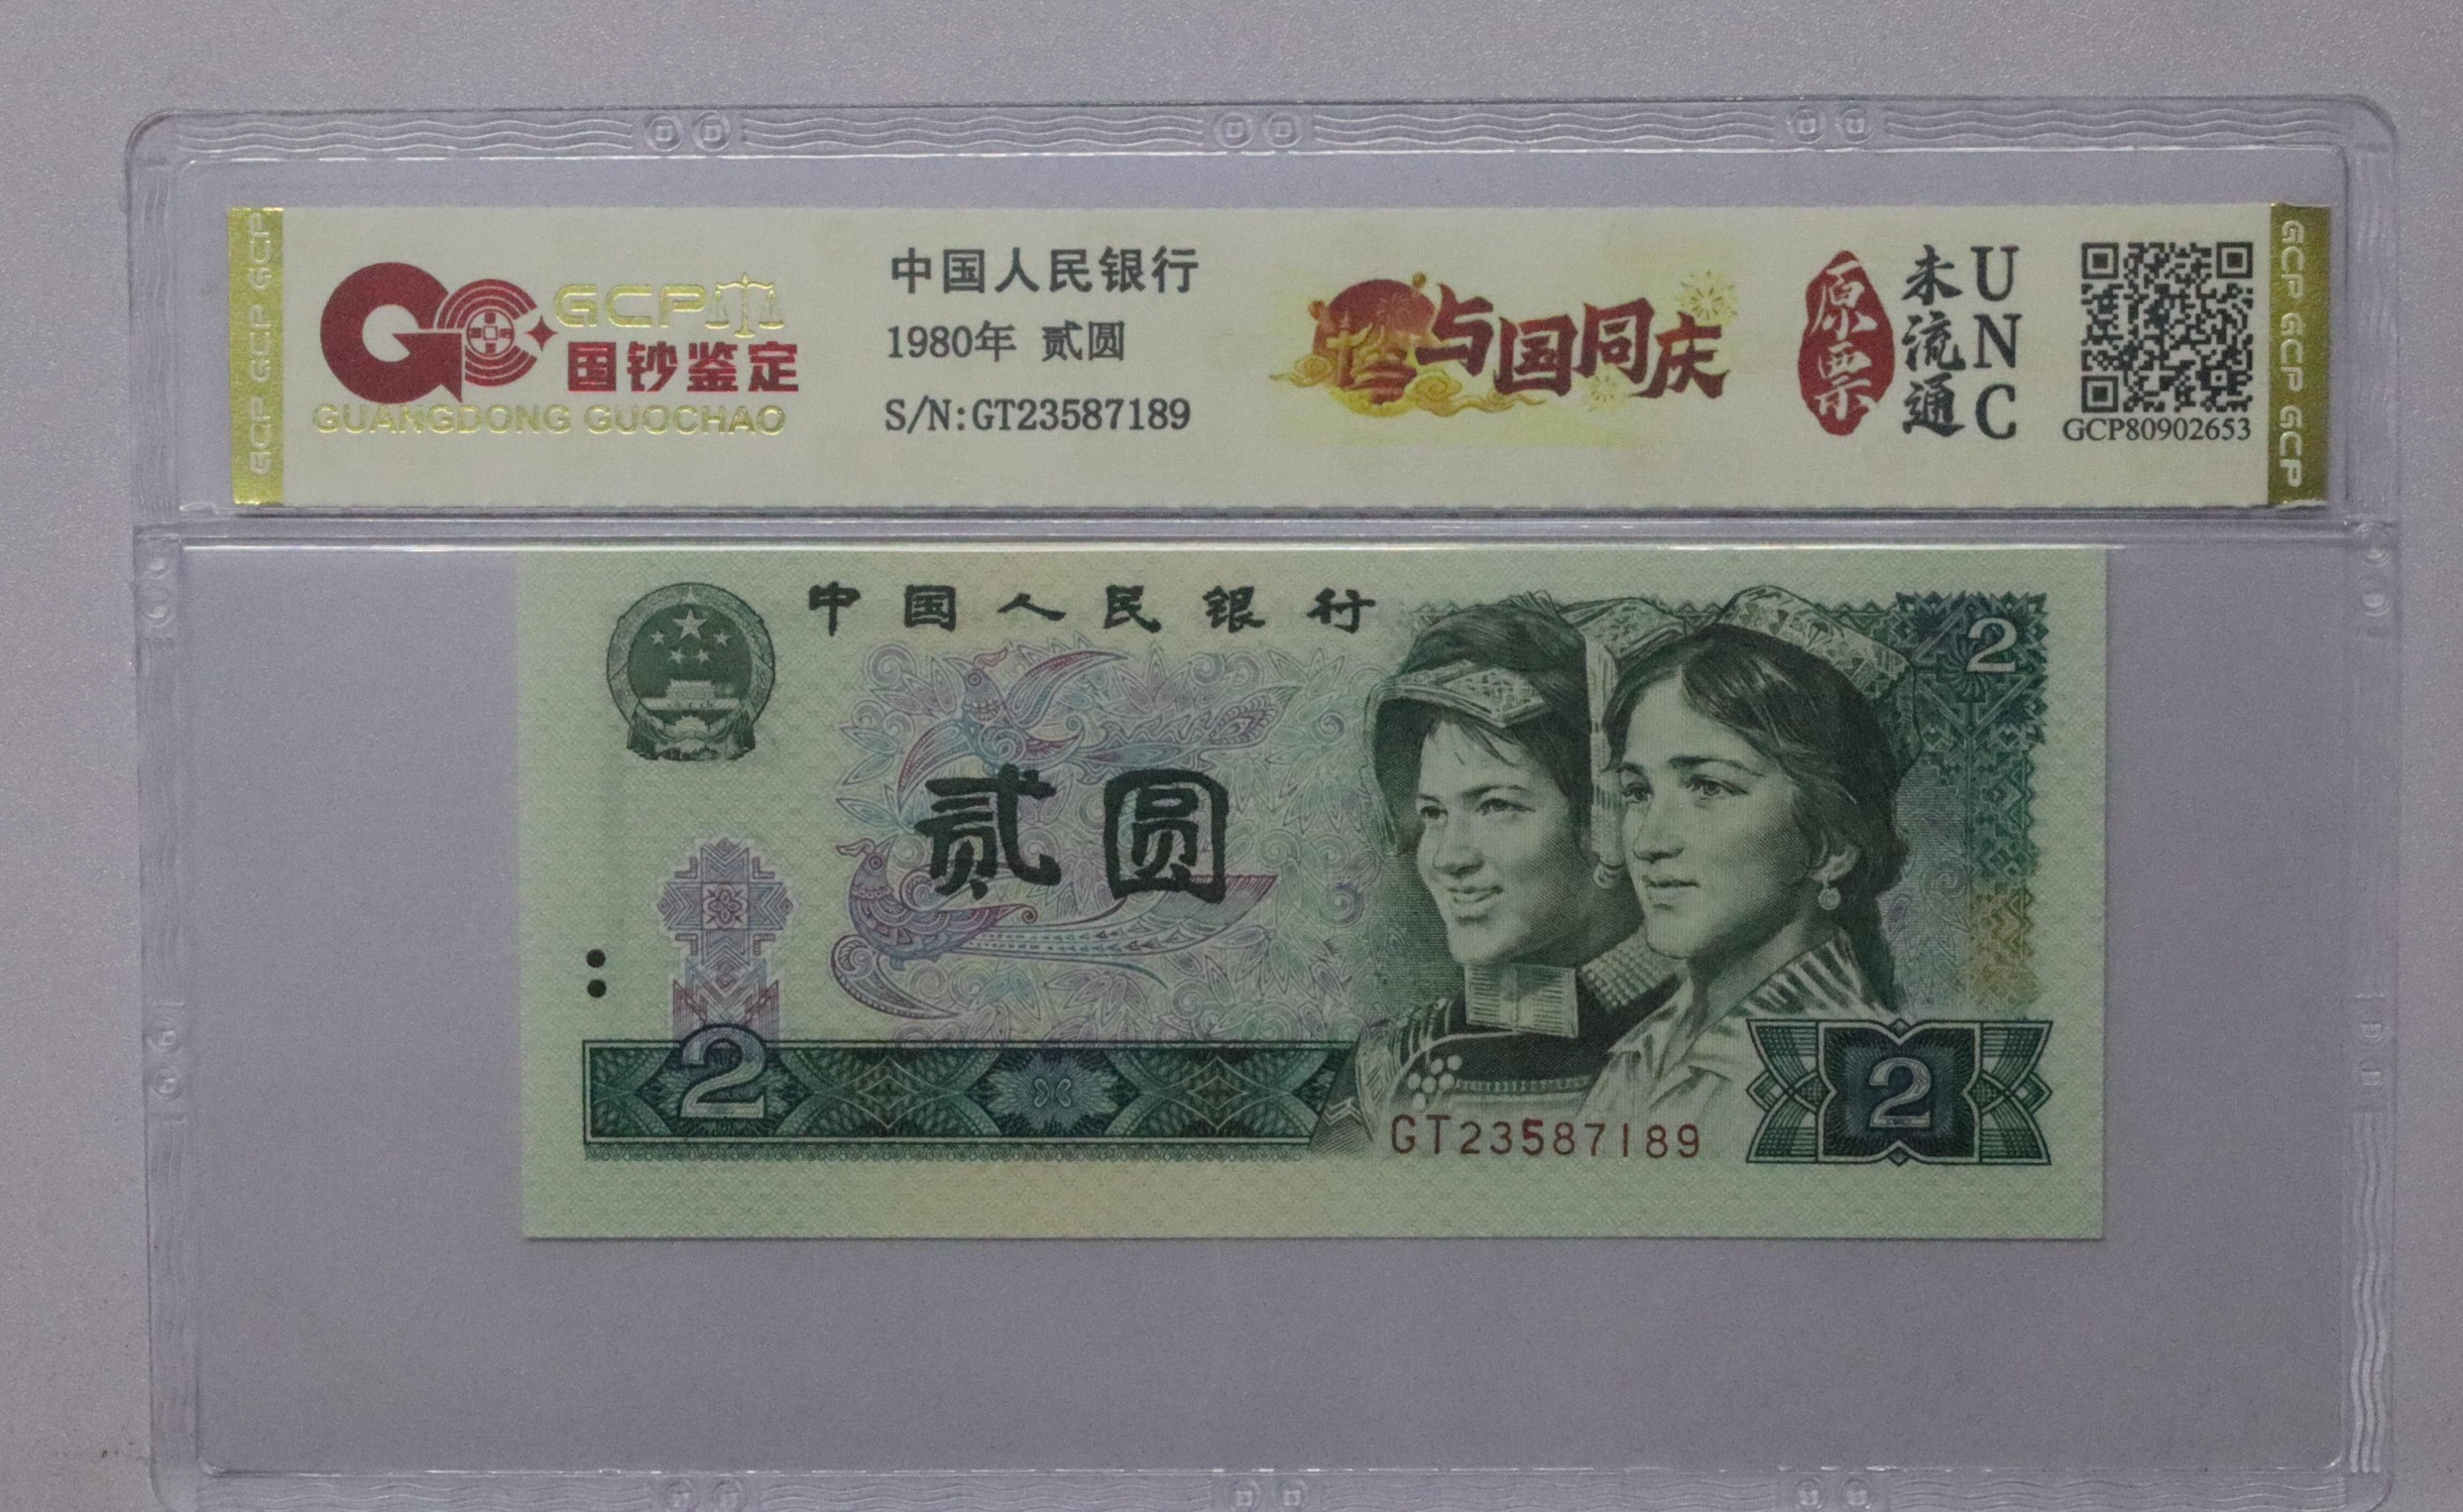 GCP GCP GCP
GCP
国钞鉴定
GUANGDONG GUOCHAO
中国人民银行
1980年 贰圆
S/N:GT23587189
与国同庆
原票
未流通
UNC
GCP80902653
GCP GCP GCP
中国人民银行
2
贰圆
2
GT23587189
2